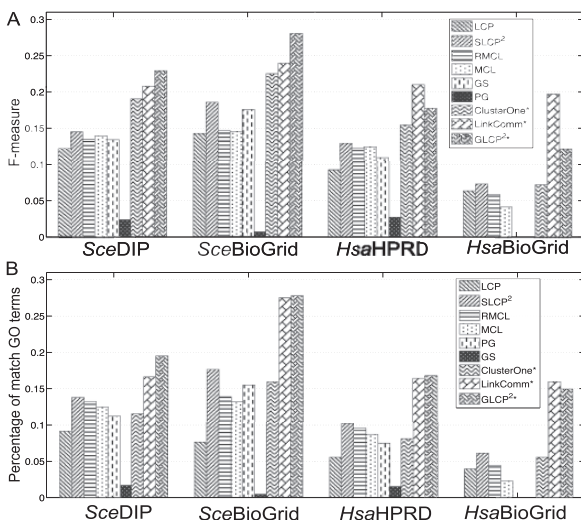 A
0.3
0.25
0.2
0.15
0.1
0.05
0
F-measure
LCP
SLCP²
RMCL
MCL
GS
PG
ClusterOne*
LinkComm*
GLCP²*
SceDIP
SceBioGrid
HsaHPRD
HsaBioGrid
B
0.3
0.25
0.2
0.15
0.1
0.05
0
Percentage of match GO terms
LCP
SLCP²
RMCL
MCL
PG
GS
ClusterOne*
LinkComm*
GLCP²*
SceDIP
SceBioGrid
HsaHPRD
HsaBioGrid